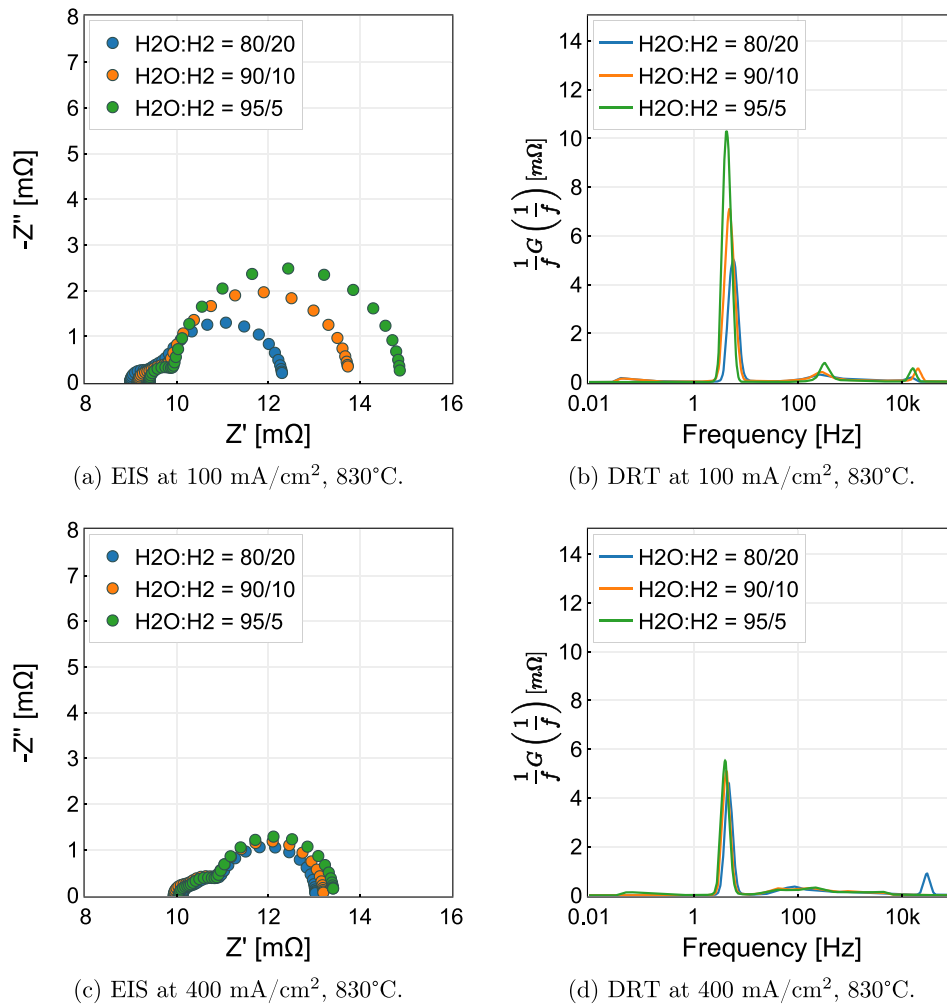 8
7
6
5
4
3
2
1
0
-Z'' [mΩ]
H2O:H2 = 80/20
H2O:H2 = 90/10
H2O:H2 = 95/5
8 10 12 14 16
Z' [mΩ]
(a) EIS at 100 mA/cm², 830°C.
14
12
10
8
6
4
2
0
1/f G (1/f) [mΩ]
H2O:H2 = 80/20
H2O:H2 = 90/10
H2O:H2 = 95/5
0.01 1 100 10k
Frequency [Hz]
(b) DRT at 100 mA/cm², 830°C.
8
7
6
5
4
3
2
1
0
-Z'' [mΩ]
H2O:H2 = 80/20
H2O:H2 = 90/10
H2O:H2 = 95/5
8 10 12 14 16
Z' [mΩ]
(c) EIS at 400 mA/cm², 830°C.
14
12
10
8
6
4
2
0
1/f G (1/f) [mΩ]
H2O:H2 = 80/20
H2O:H2 = 90/10
H2O:H2 = 95/5
0.01 1 100 10k
Frequency [Hz]
(d) DRT at 400 mA/cm², 830°C.